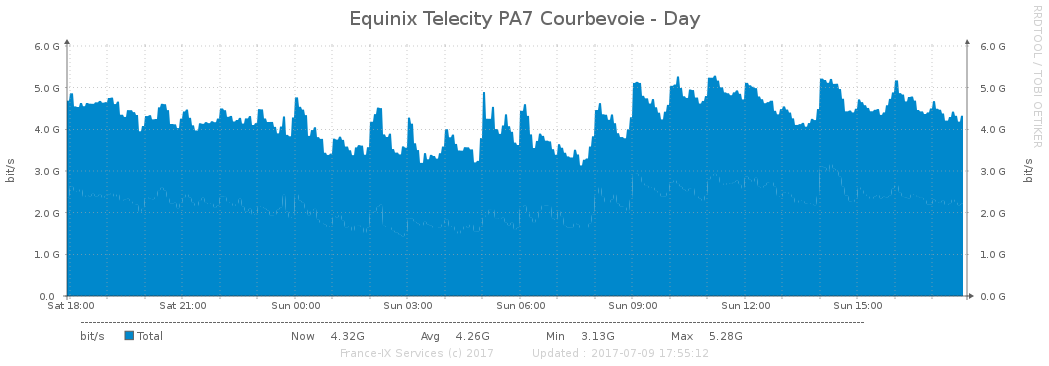 Equinix Telecity PA7 Courbevoie - Day
RRDTOOL / TOBI OETIKER
bit/s
6.0 G 6.0 G
5.0 G 5.0 G
4.0 G 4.0 G
3.0 G 3.0 G
2.0 G 2.0 G
1.0 G 1.0 G
0.0 0.0 G
bit/s
Sat 18:00 Sat 21:00 Sun 00:00 Sun 03:00 Sun 06:00 Sun 09:00 Sun 12:00 Sun 15:00
bit/s Total Now 4.32G Avg 4.26G Min 3.13G Max 5.28G
France-IX Services (c) 2017 Updated : 2017-07-09 17:55:12